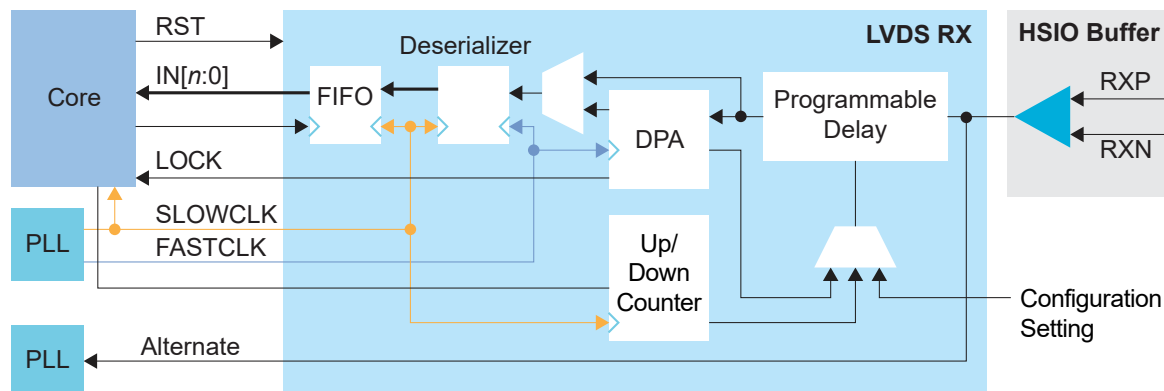 RST
LVDS RX
HSIO Buffer
Deserializer
IN[n:0]
Core
FIFO
RXP
Programmable
Delay
DPA
RXN
LOCK
SLOWCLK
PLL
FASTCLK
Up/
Down
Counter
Configuration
Setting
Alternate
PLL